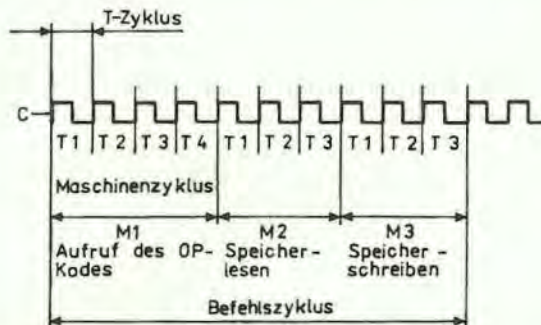 T-Zyklus
C
T1 T2 T3 T4 T1 T2 T3 T1 T2 T3
Maschinenzyklus
M1 M2 M3
Aufruf des OP- Speicher- Speicher-
Kodes lesen schreiben
Befehlszyklus